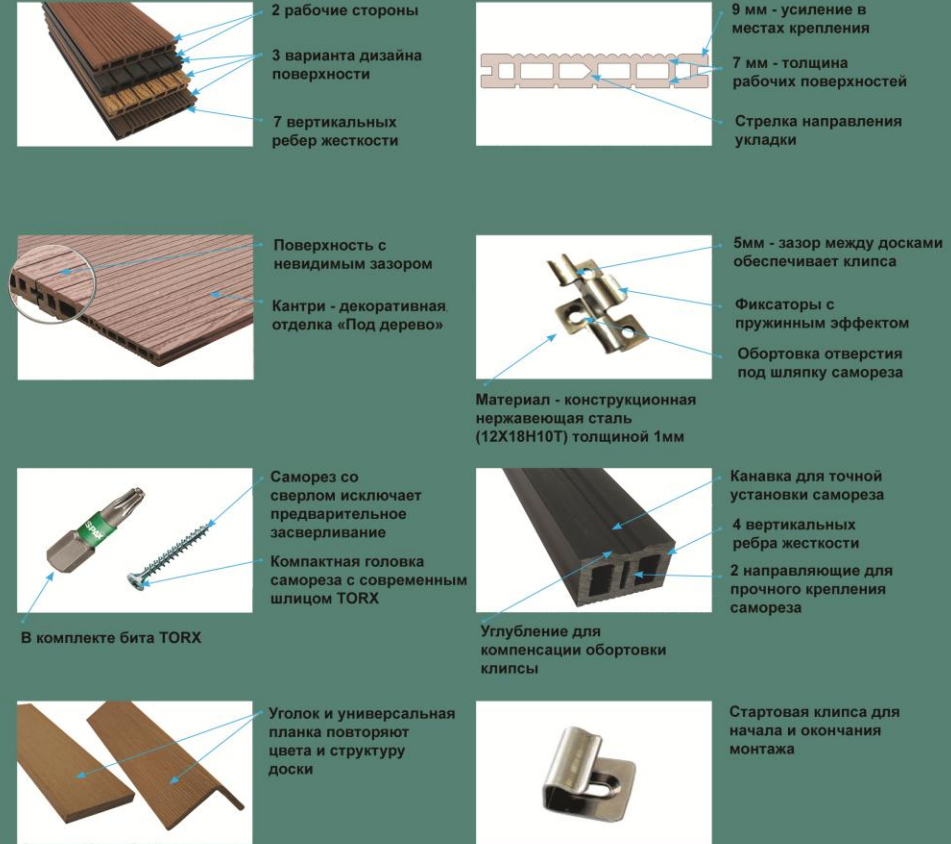 2 рабочие стороны
3 варианта дизайна
поверхности
7 вертикальных
ребер жесткости
9 мм - усиление в
местах крепления
7 мм - толщина
рабочих поверхностей
Стрелка направления
укладки
Поверхность с
невидимым зазором
Кантри - декоративная
отделка «Под дерево»
5мм - зазор между досками
обеспечивает клипса
Фиксаторы с
пружинным эффектом
Обортовка отверстия
под шляпку самореза
Материал - конструкционная
нержавеющая сталь
(12Х18Н10Т) толщиной 1мм
Саморез со
сверлом исключает
предварительное
засверливание
Компактная головка
самореза с современным
шлицом TORX
SPAX
В комплекте бита TORX
Канавка для точной
установки самореза
4 вертикальных
ребра жесткости
2 направляющие для
прочного крепления
самореза
Углубление для
компенсации обортовки
клипсы
Уголок и универсальная
планка повторяют
цвета и структуру
доски
Стартовая клипса для
начала и окончания
монтажа